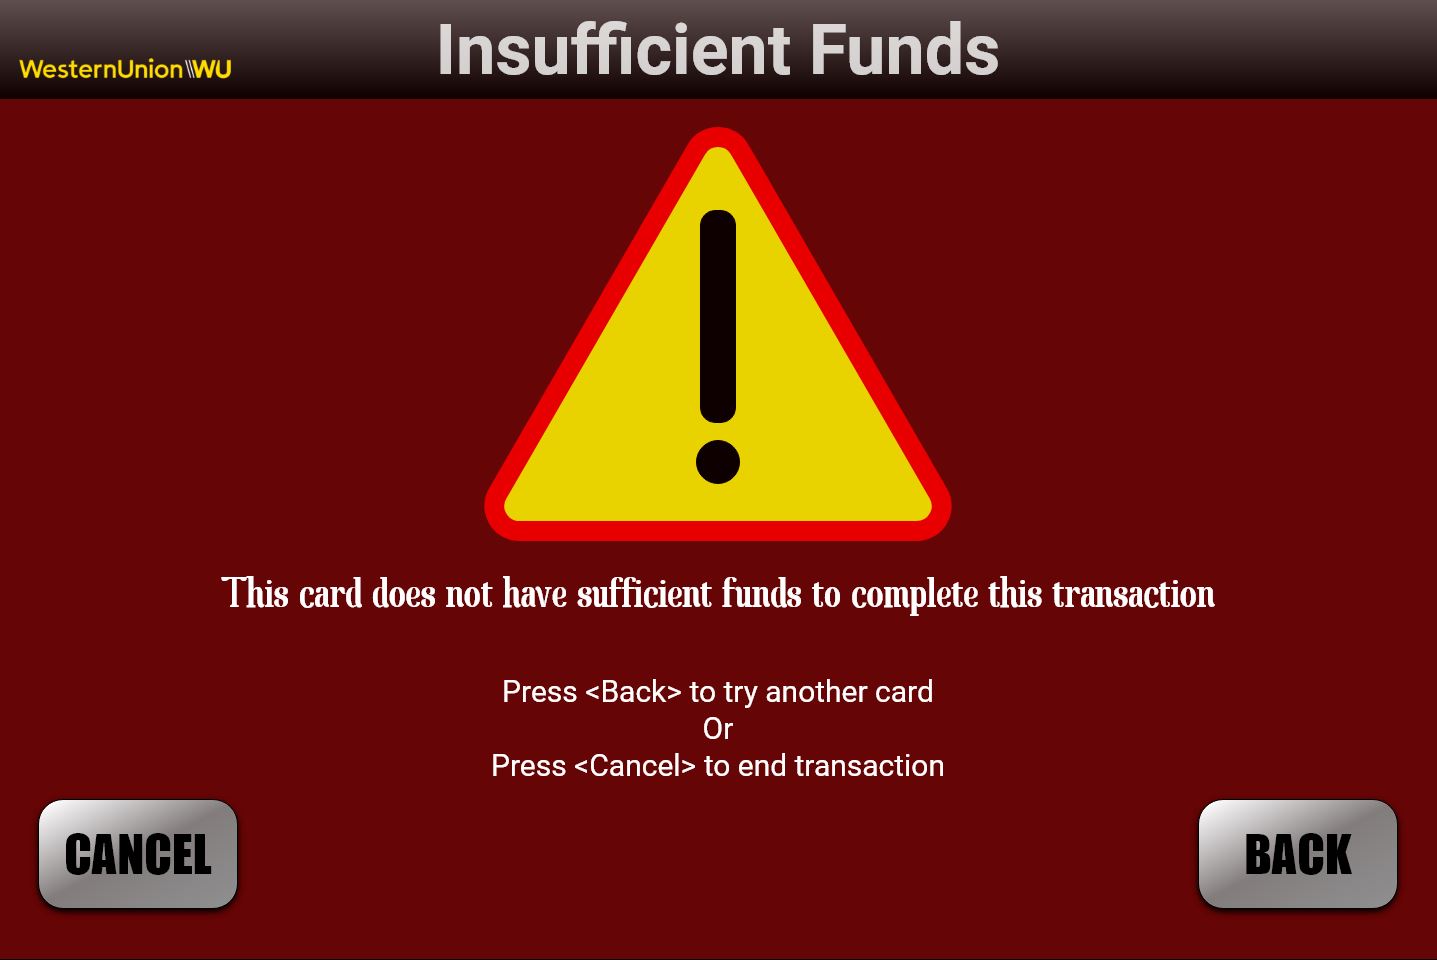 Insufficient Funds
WesternUnion\\WU
!
This card does not have sufficient funds to complete this transaction
Press <Back> to try another card
Or
Press <Cancel> to end transaction
CANCEL
BACK